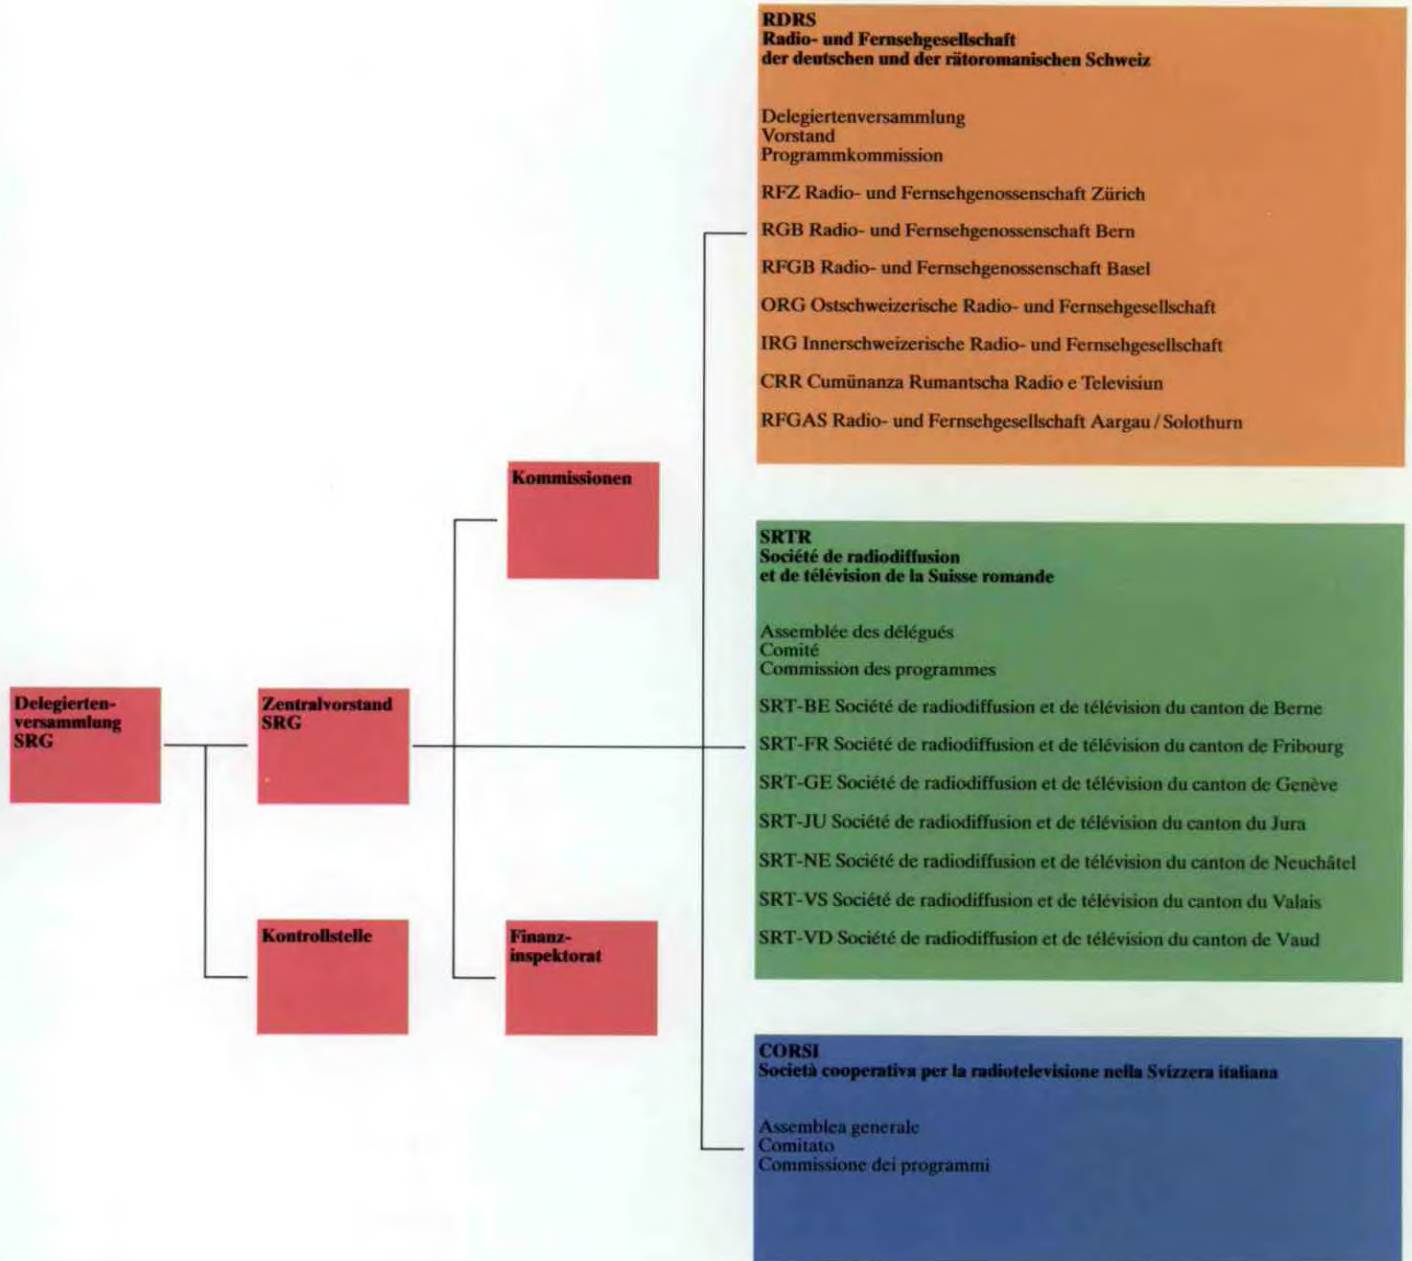 RDRS
Radio- und Fernsehgesellschaft
der deutschen und der rätoromanischen Schweiz
Delegiertenversammlung
Vorstand
Programmkommission
RFZ Radio- und Fernsehgenossenschaft Zürich
RGB Radio- und Fernsehgenossenschaft Bern
RFGB Radio- und Fernsehgenossenschaft Basel
ORG Ostschweizerische Radio- und Fernsehgesellschaft
IRG Innerschweizerische Radio- und Fernsehgesellschaft
CRR Cumünanza Rumantscha Radio e Televisiun
RFGAS Radio- und Fernsehgesellschaft Aargau / Solothurn
Kommissionen
SRTR
Société de radiodiffusion
et de télévision de la Suisse romande
Assemblée des délégués
Comité
Commission des programmes
SRT-BE Société de radiodiffusion et de télévision du canton de Berne
SRT-FR Société de radiodiffusion et de télévision du canton de Fribourg
SRT-GE Société de radiodiffusion et de télévision du canton de Genève
SRT-JU Société de radiodiffusion et de télévision du canton du Jura
SRT-NE Société de radiodiffusion et de télévision du canton de Neuchâtel
SRT-VS Société de radiodiffusion et de télévision du canton du Valais
SRT-VD Société de radiodiffusion et de télévision du canton de Vaud
Delegierten-
versammlung
SRG
Zentralvorstand
SRG
Kontrollstelle
Finanz-
inspektorat
CORSI
Società cooperativa per la radiotelevisione nella Svizzera italiana
Assemblea generale
Comitato
Commissione dei programmi